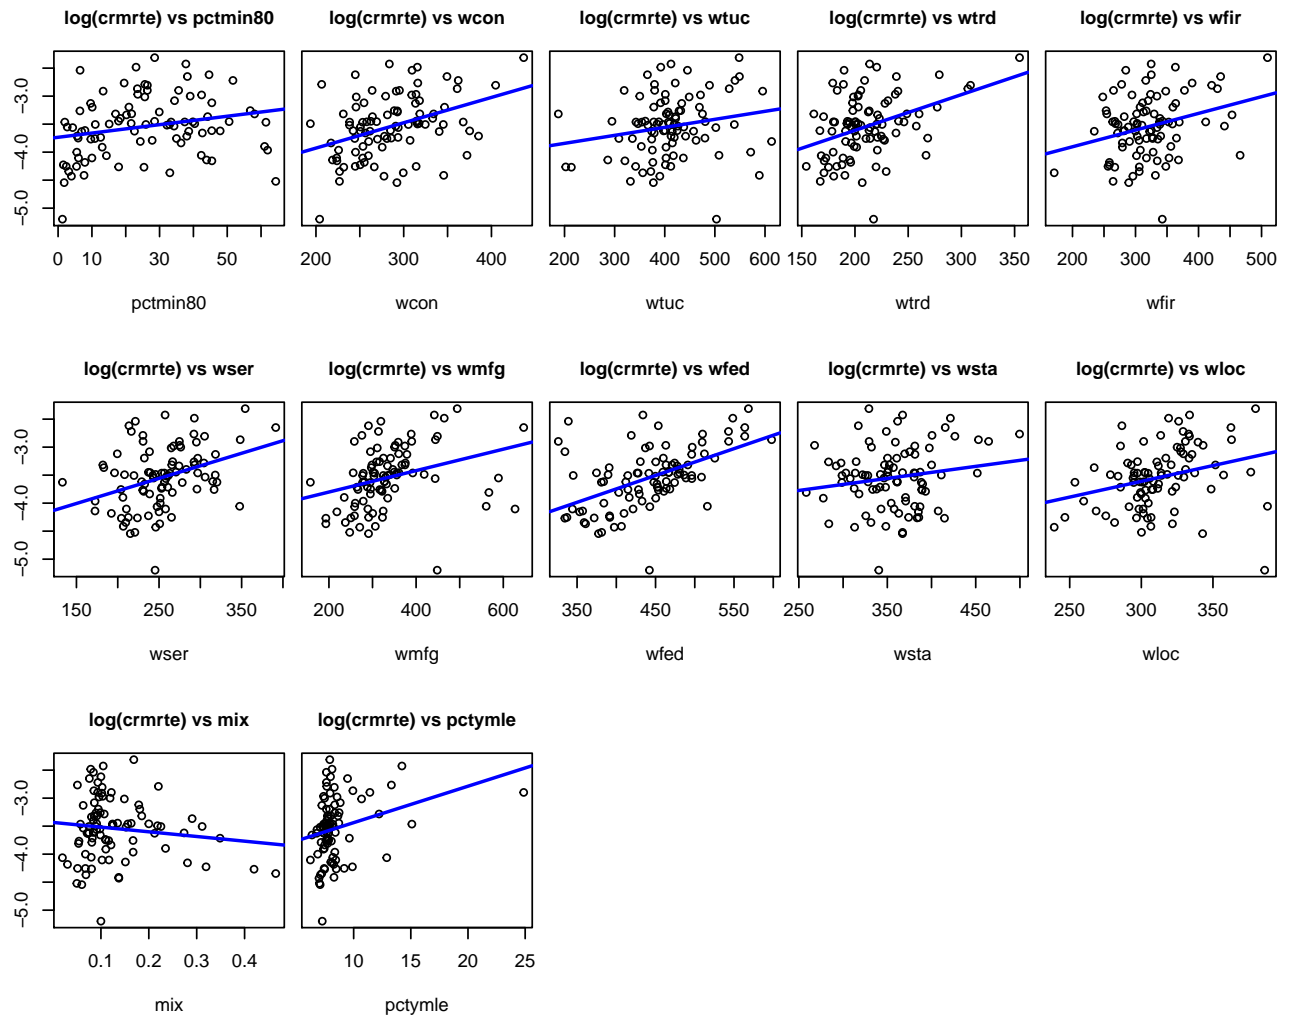 log(crmrte) vs pctmin80 log(crmrte) vs wcon log(crmrte) vs wtuc log(crmrte) vs wtrd log(crmrte) vs wfir
-3.0
-4.0
-5.0
0 10 30 50 200 300 400 200 300 400 500 600 150 200 250 300 350 200 300 400 500
pctmin80 wcon wtuc wtrd wfir
log(crmrte) vs wser log(crmrte) vs wmfg log(crmrte) vs wfed log(crmrte) vs wsta log(crmrte) vs wloc
-3.0
-4.0
-5.0
150 250 350 200 400 600 350 450 550 250 350 450 250 300 350
wser wmfg wfed wsta wloc
log(crmrte) vs mix log(crmrte) vs pctymle
-3.0
-4.0
-5.0
0.1 0.2 0.3 0.4 10 15 20 25
mix pctymle